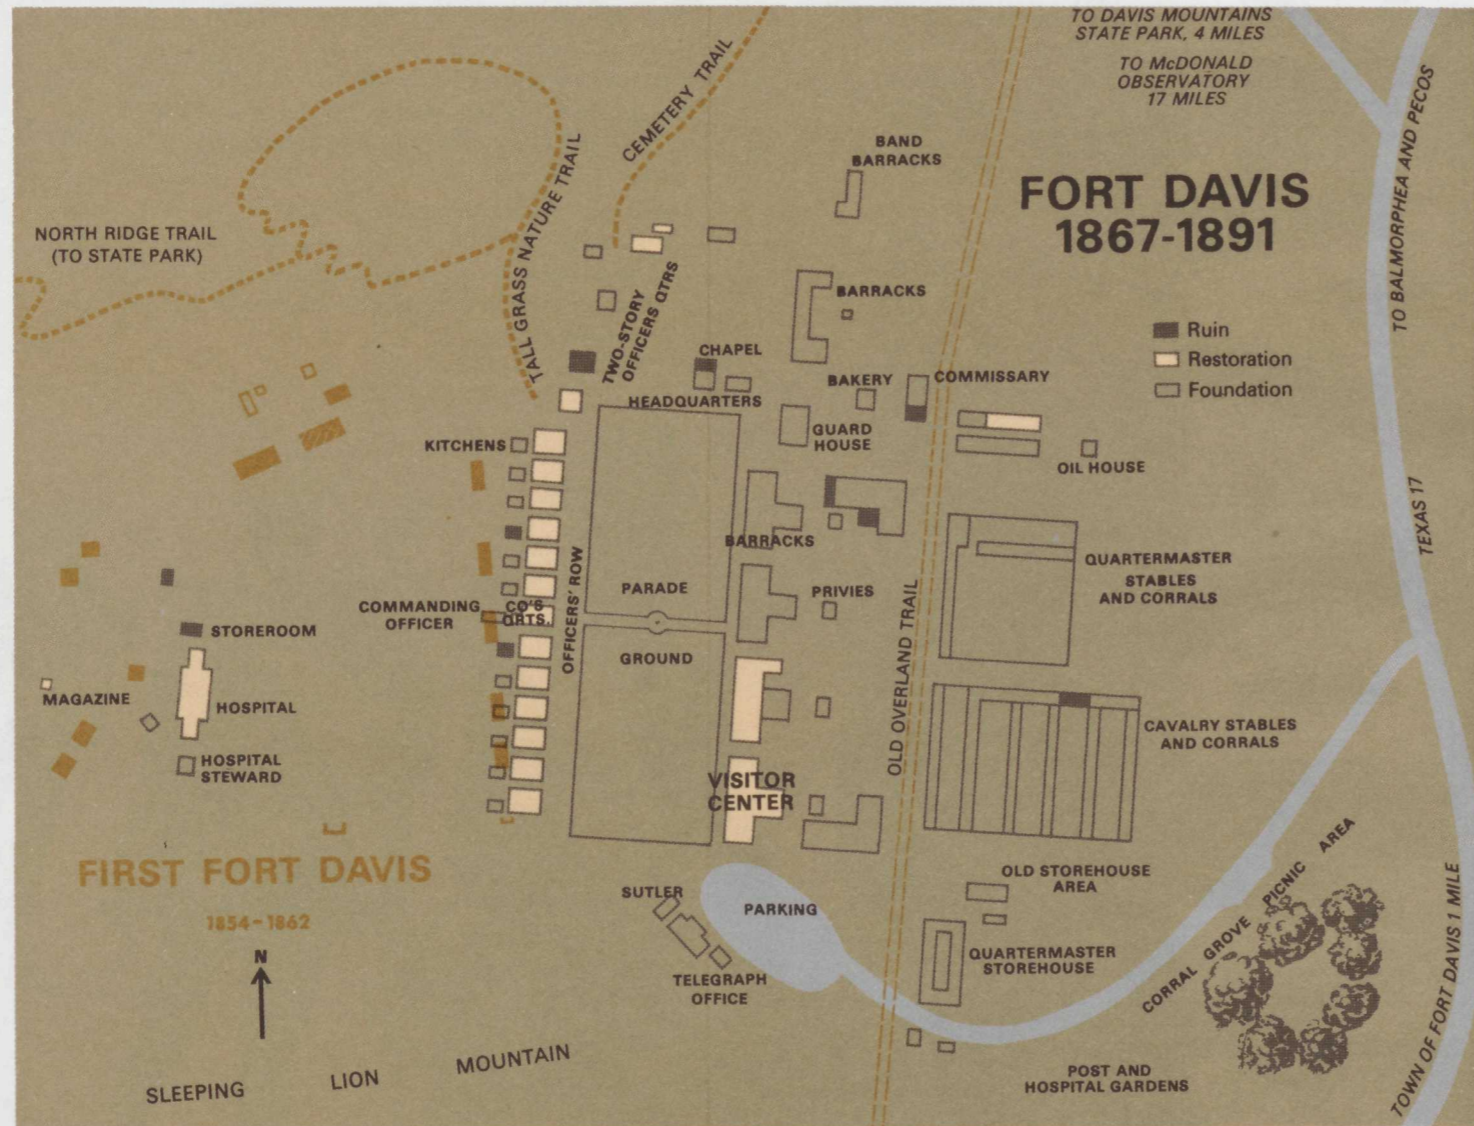 TO DAVIS MOUNTAINS
STATE PARK, 4 MILES
TO McDONALD
OBSERVATORY
17 MILES
CEMETERY TRAIL
TALL GRASS NATURE TRAIL
NORTH RIDGE TRAIL
(TO STATE PARK)
BAND
BARRACKS
FORT DAVIS
1867-1891
TO BALMORPHEA AND PECOS
Ruin
Restoration
Foundation
BARRACKS
TWO-STORY
OFFICERS QTRS
CHAPEL
HEADQUARTERS
BAKERY
COMMISSARY
GUARD
HOUSE
OIL HOUSE
KITCHENS
TEXAS 17
BARRACKS
QUARTERMASTER
STABLES
AND CORRALS
PARADE
PRIVIES
OFFICERS' ROW
COMMANDING
OFFICER
CO'S
QRTS.
STOREROOM
GROUND
OLD OVERLAND TRAIL
MAGAZINE
HOSPITAL
CAVALRY STABLES
AND CORRALS
HOSPITAL
STEWARD
VISITOR
CENTER
FIRST FORT DAVIS
1854-1862
N
SUTLER
PARKING
OLD STOREHOUSE
AREA
CORRAL GROVE PICNIC AREA
TELEGRAPH
OFFICE
QUARTERMASTER
STOREHOUSE
SLEEPING LION MOUNTAIN
POST AND
HOSPITAL GARDENS
TOWN OF FORT DAVIS 1 MILE